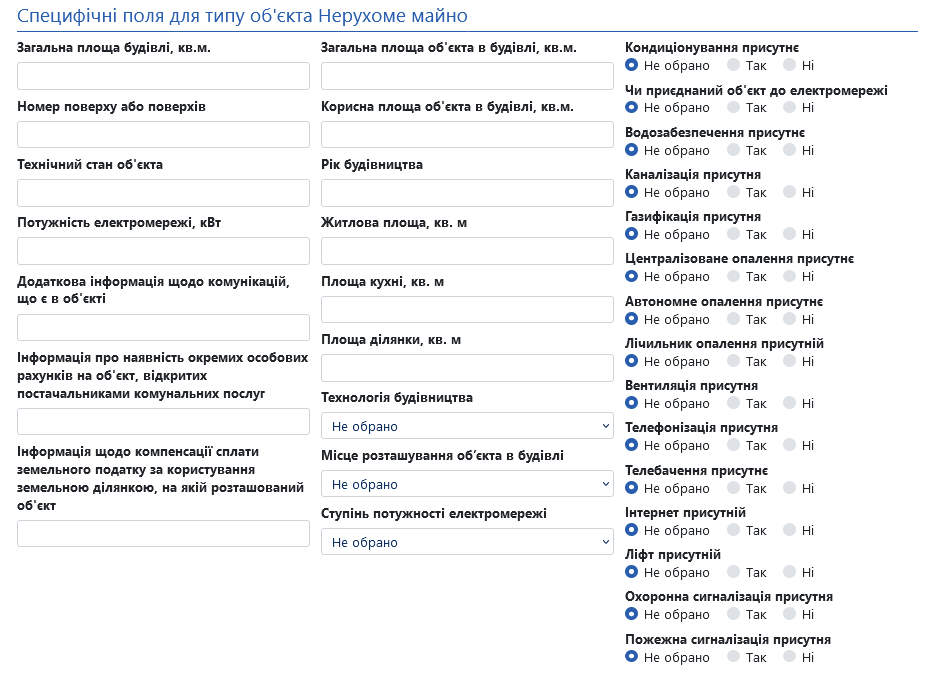 Специфічні поля для типу об'єкта Нерухоме майно
Загальна площа будівлі, кв.м.
Номер поверху або поверхів
Технічний стан об'єкта
Потужність електромережі, кВт
Додаткова інформація щодо комунікацій,
що є в об'єкті
Інформація про наявність окремих особових
рахунків на об'єкт, відкритих
постачальниками комунальних послуг
Інформація щодо компенсації сплати
земельного податку за користування
земельною ділянкою, на якій розташований
об'єкт
Загальна площа об'єкта в будівлі, кв.м.
Корисна площа об'єкта в будівлі, кв.м.
Рік будівництва
Житлова площа, кв. м
Площа кухні, кв. м
Площа ділянки, кв. м
Технологія будівництва
Не обрано
Місце розташування об’єкта в будівлі
Не обрано
Ступінь потужності електромережі
Не обрано
Кондиціонування присутнє
Не обрано Так Ні
Чи приєднаний об'єкт до електромережі
Не обрано Так Ні
Водозабезпечення присутнє
Не обрано Так Ні
Каналізація присутня
Не обрано Так Ні
Газифікація присутня
Не обрано Так Ні
Централізоване опалення присутнє
Не обрано Так Ні
Автономне опалення присутнє
Не обрано Так Ні
Лічильник опалення присутній
Не обрано Так Ні
Вентиляція присутня
Не обрано Так Ні
Телефонізація присутня
Не обрано Так Ні
Телебачення присутнє
Не обрано Так Ні
Інтернет присутній
Не обрано Так Ні
Ліфт присутній
Не обрано Так Ні
Охоронна сигналізація присутня
Не обрано Так Ні
Пожежна сигналізація присутня
Не обрано Так Ні